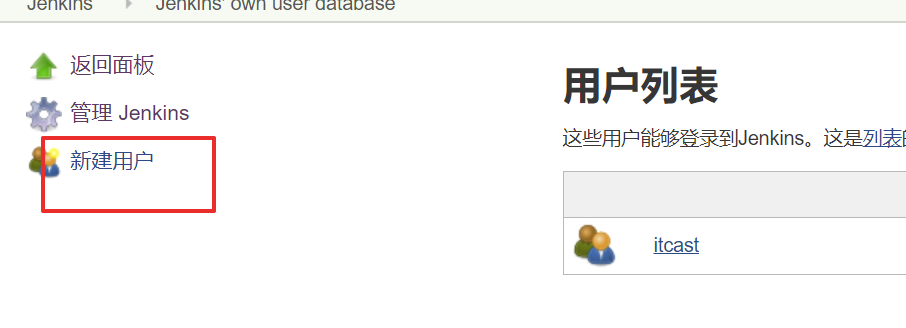 Jenkins Jenkins' own user database
返回面板
管理 Jenkins
新建用户
用户列表
这些用户能够登录到Jenkins。这是列表的
itcast